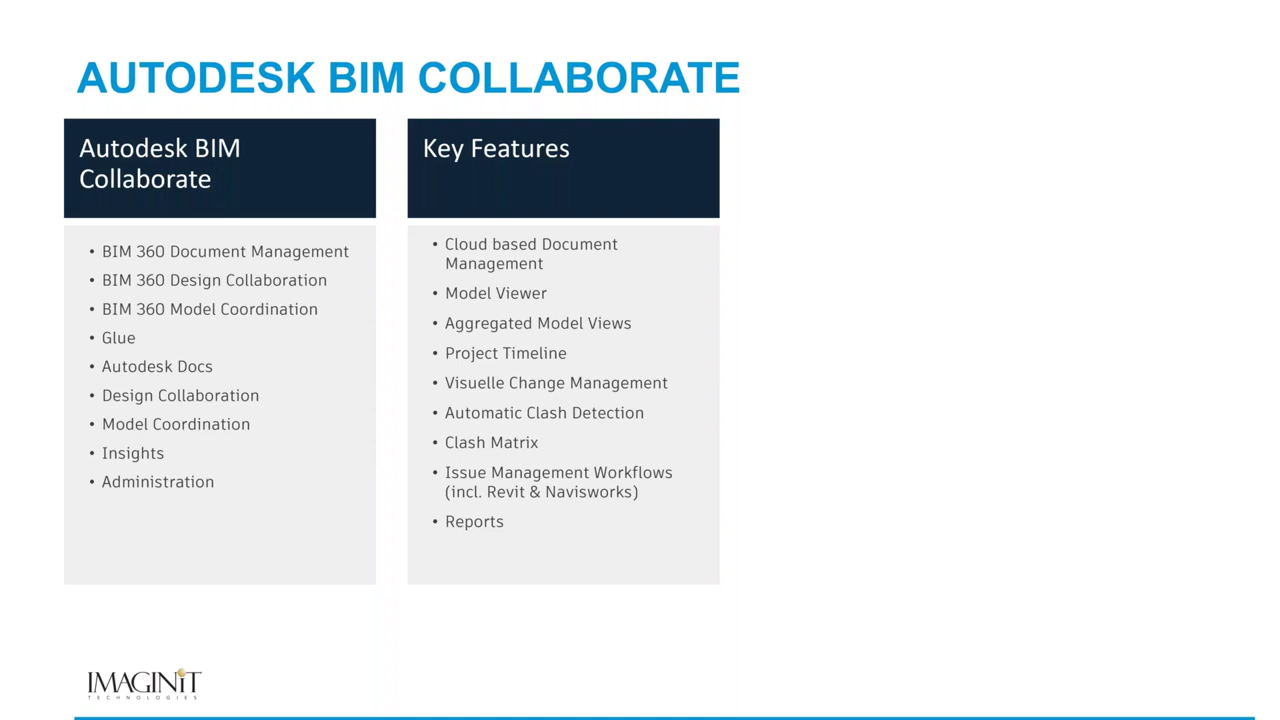 AUTODESK BIM COLLABORATE
Autodesk BIM
Collaborate
• BIM 360 Document Management
• BIM 360 Design Collaboration
• BIM 360 Model Coordination
• Glue
• Autodesk Docs
• Design Collaboration
• Model Coordination
• Insights
• Administration
Key Features
• Cloud based Document
Management
• Model Viewer
• Aggregated Model Views
• Project Timeline
• Visuelle Change Management
• Automatic Clash Detection
• Clash Matrix
• Issue Management Workflows
(incl. Revit & Navisworks)
• Reports
IMAGINiT
TECHNOLOGIES